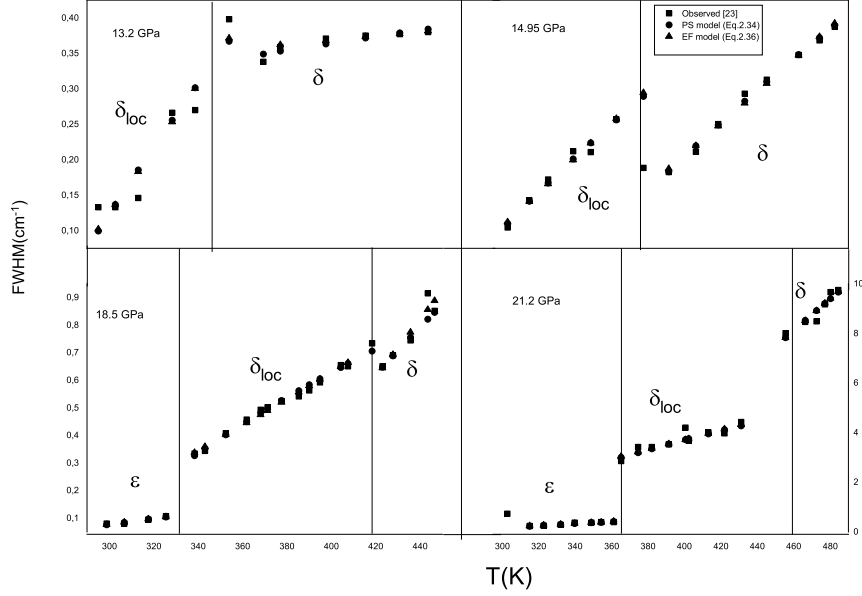 0,40
0,30
0,25
0,20
0,15
0,10
13.2 GPa
δloc
δ
14.95 GPa
Observed [23]
PS model (Eq.2.34)
EF model (Eq.2.36)
δloc
δ
FWHM(cm-1)
0,9
0,8
0,7
0,6
0,5
0,4
0,3
0,2
0,1
18.5 GPa
δloc
δ
ε
21.2 GPa
δ
δloc
ε
10
8
6
4
2
0
300 320 340 360 380 400 420 440 300 320 340 360 380 400 420 440 460 480
T(K)